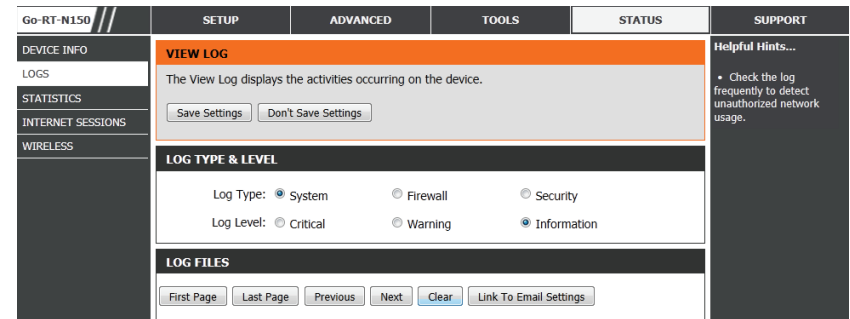 Go-RT-N150 SETUP ADVANCED TOOLS STATUS SUPPORT
DEVICE INFO
LOGS
STATISTICS
INTERNET SESSIONS
WIRELESS
VIEW LOG
The View Log displays the activities occurring on the device.
Save Settings Don't Save Settings
LOG TYPE & LEVEL
Log Type: System Firewall Security
Log Level: Critical Warning Information
LOG FILES
First Page Last Page Previous Next Clear Link To Email Settings
Helpful Hints...
• Check the log
frequently to detect
unauthorized network
usage.